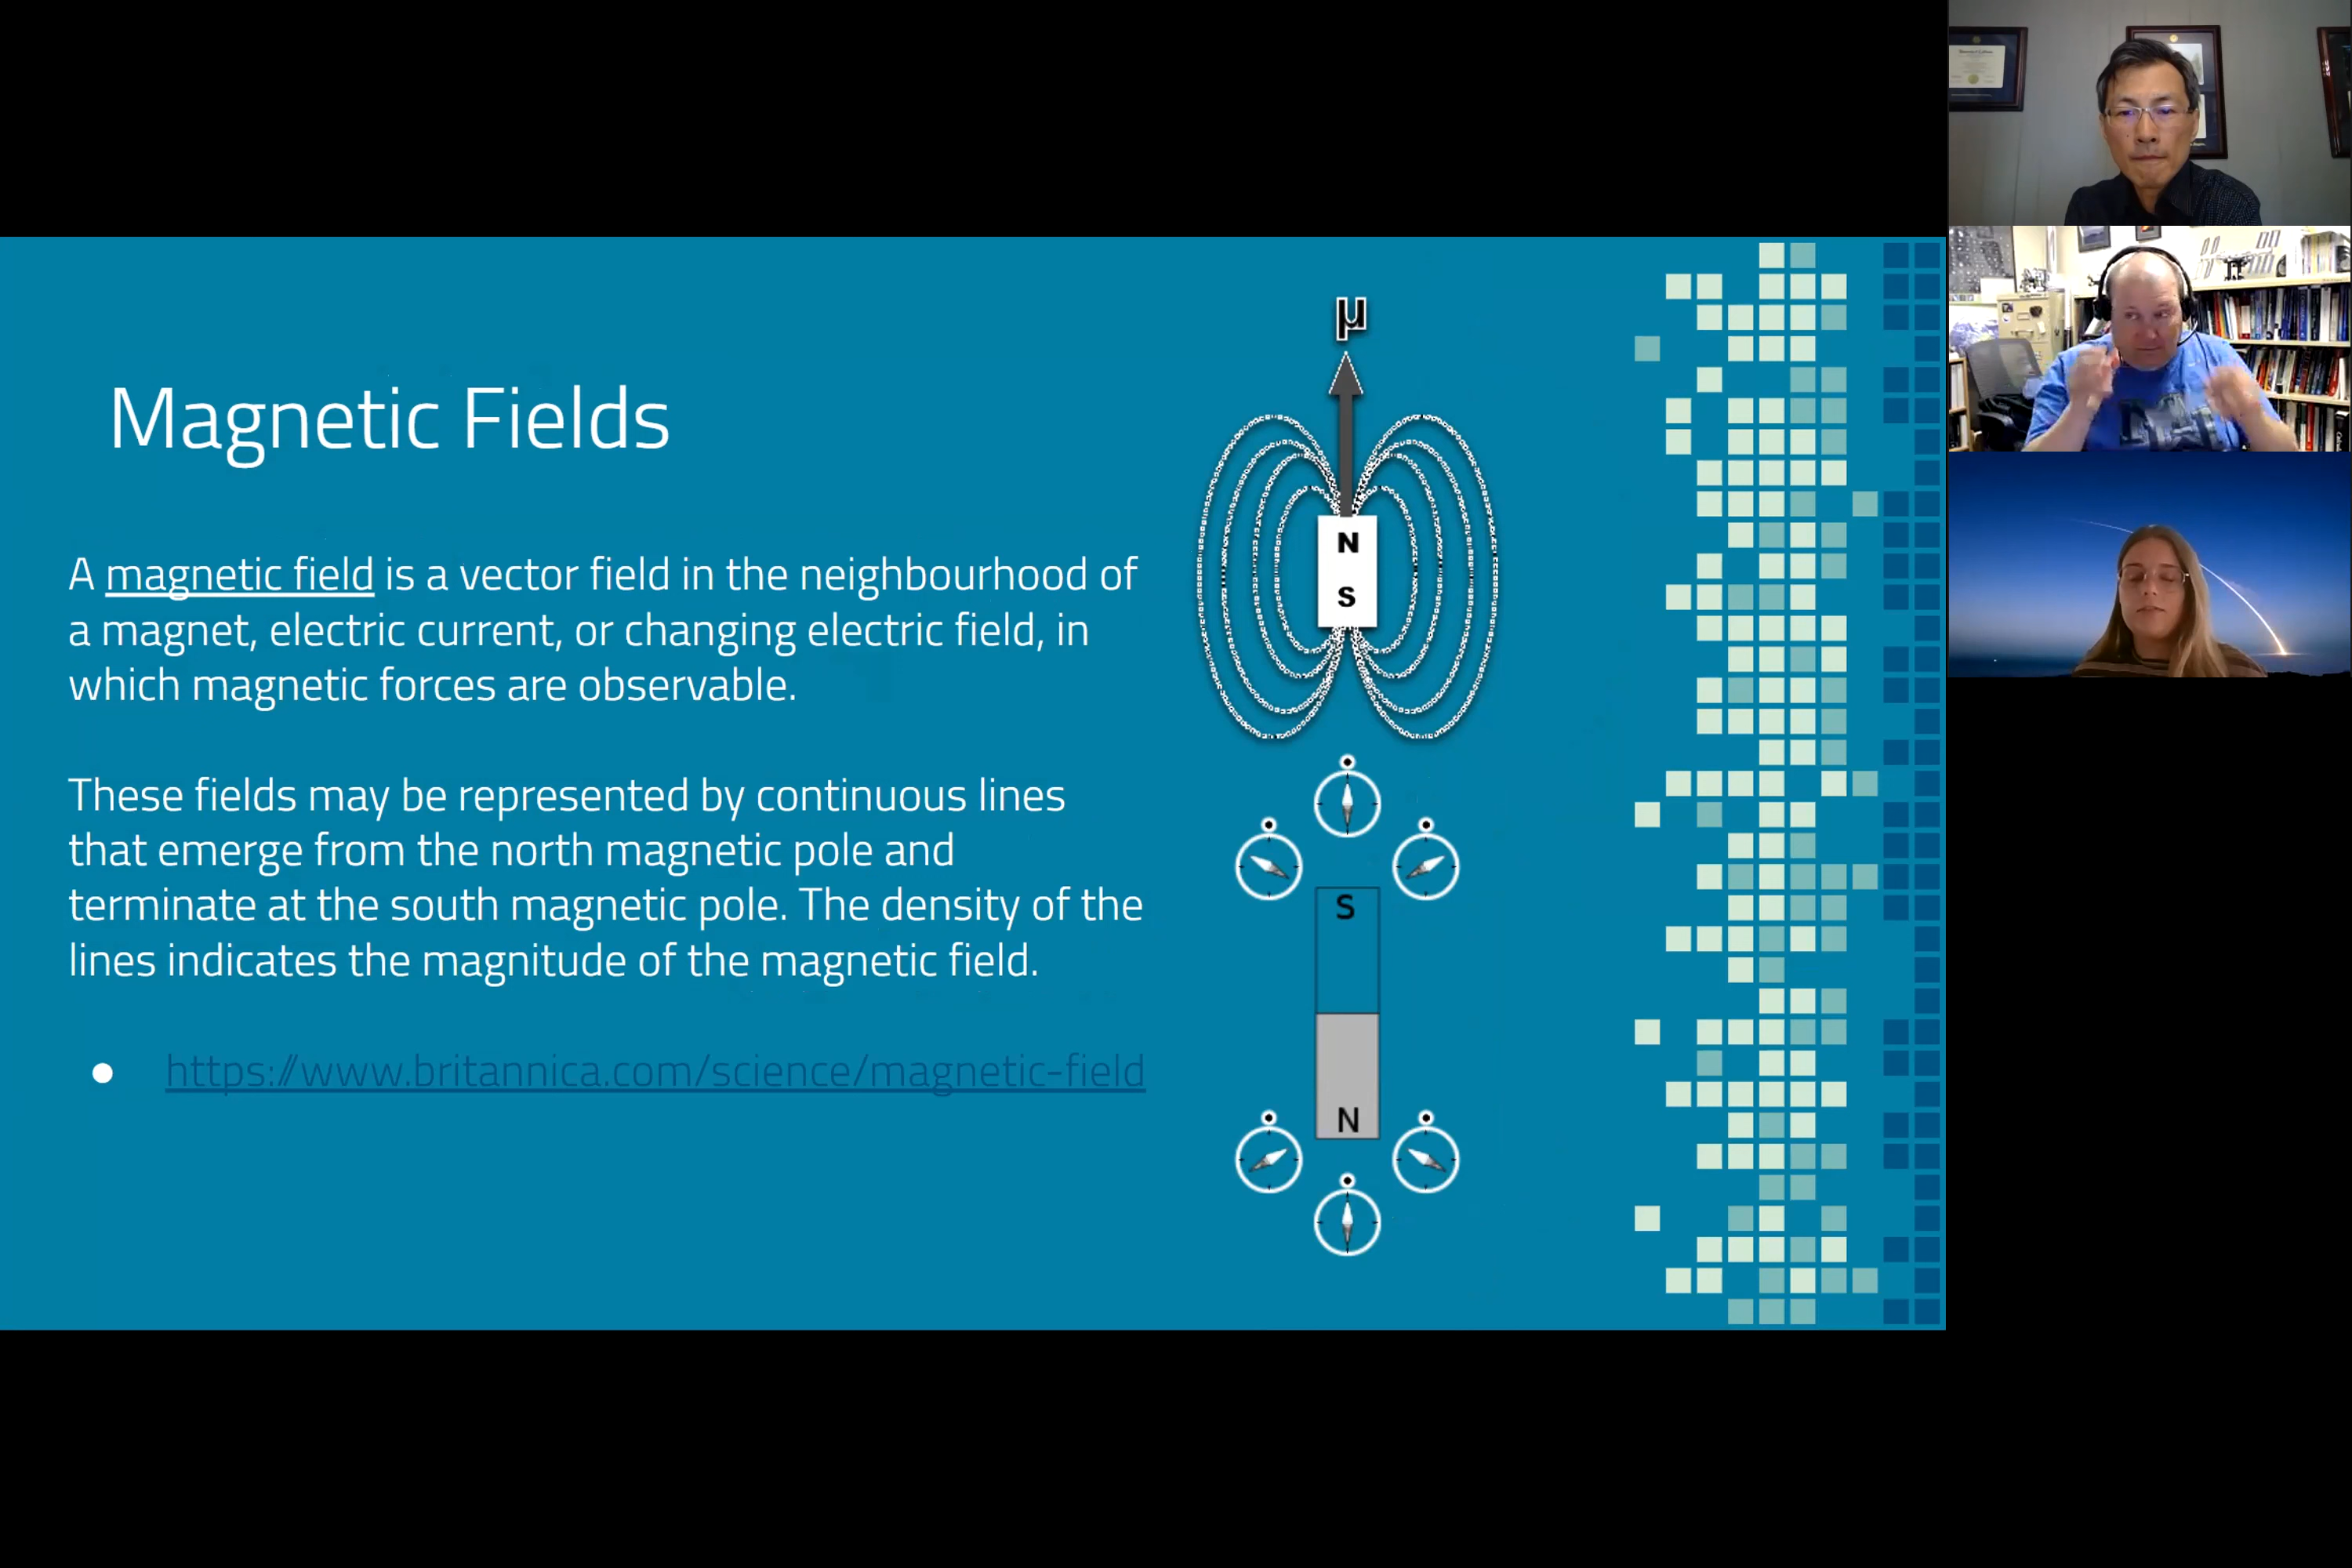 Magnetic Fields
A magnetic field is a vector field in the neighbourhood of
a magnet, electric current, or changing electric field, in
which magnetic forces are observable.
These fields may be represented by continuous lines
that emerge from the north magnetic pole and
terminate at the south magnetic pole. The density of the
lines indicates the magnitude of the magnetic field.
● https://www.britannica.com/science/magnetic-field
μ
N
S
S
N